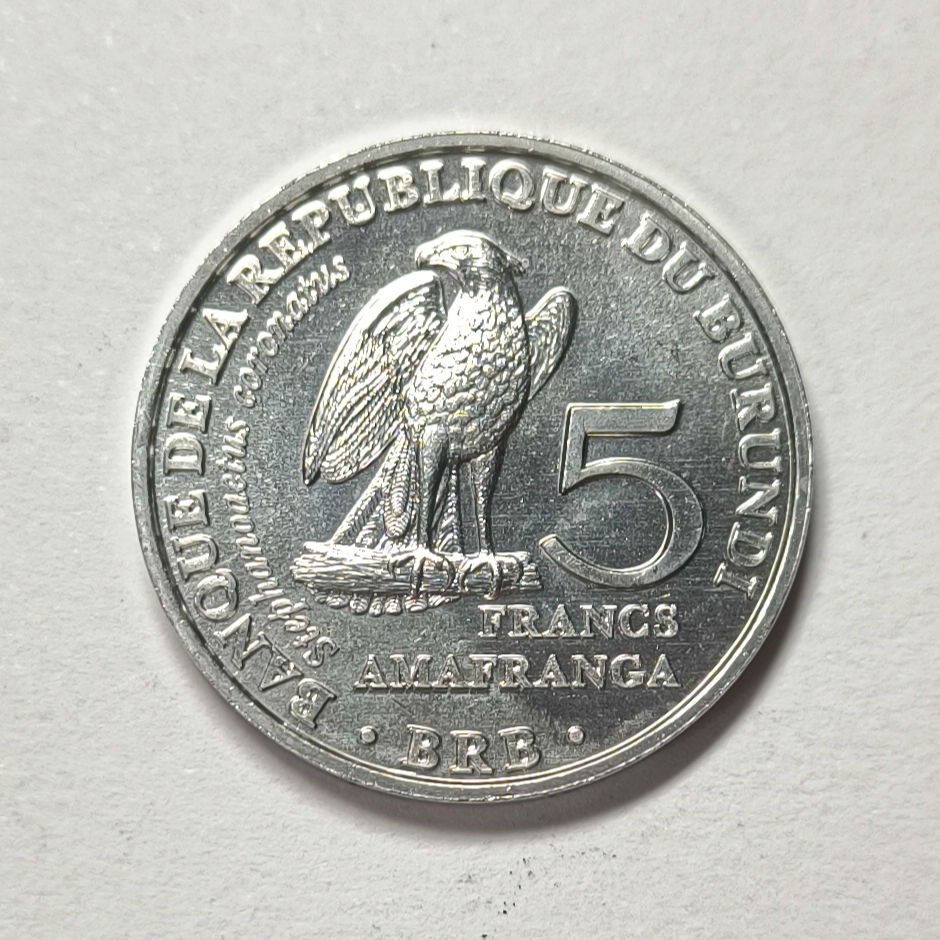 BANQUE DE LA REPUBLIQUE DU BURUNDI
Stephanoaetus coronatus
5
FRANCS
AMAFRANGA
· BRB ·